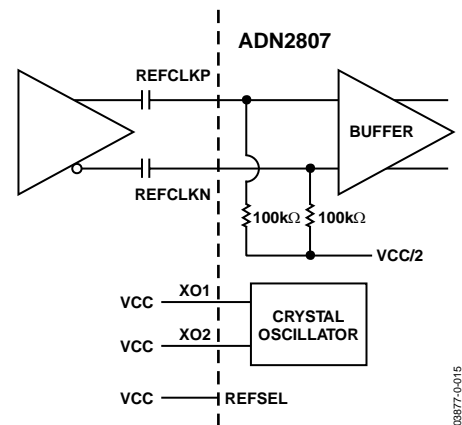 ADN2807
REFCLKP
BUFFER
REFCLKN
100kΩ 100kΩ
VCC/2
VCC XO1
CRYSTAL
OSCILLATOR
VCC XO2
VCC REFSEL
03877-0-015